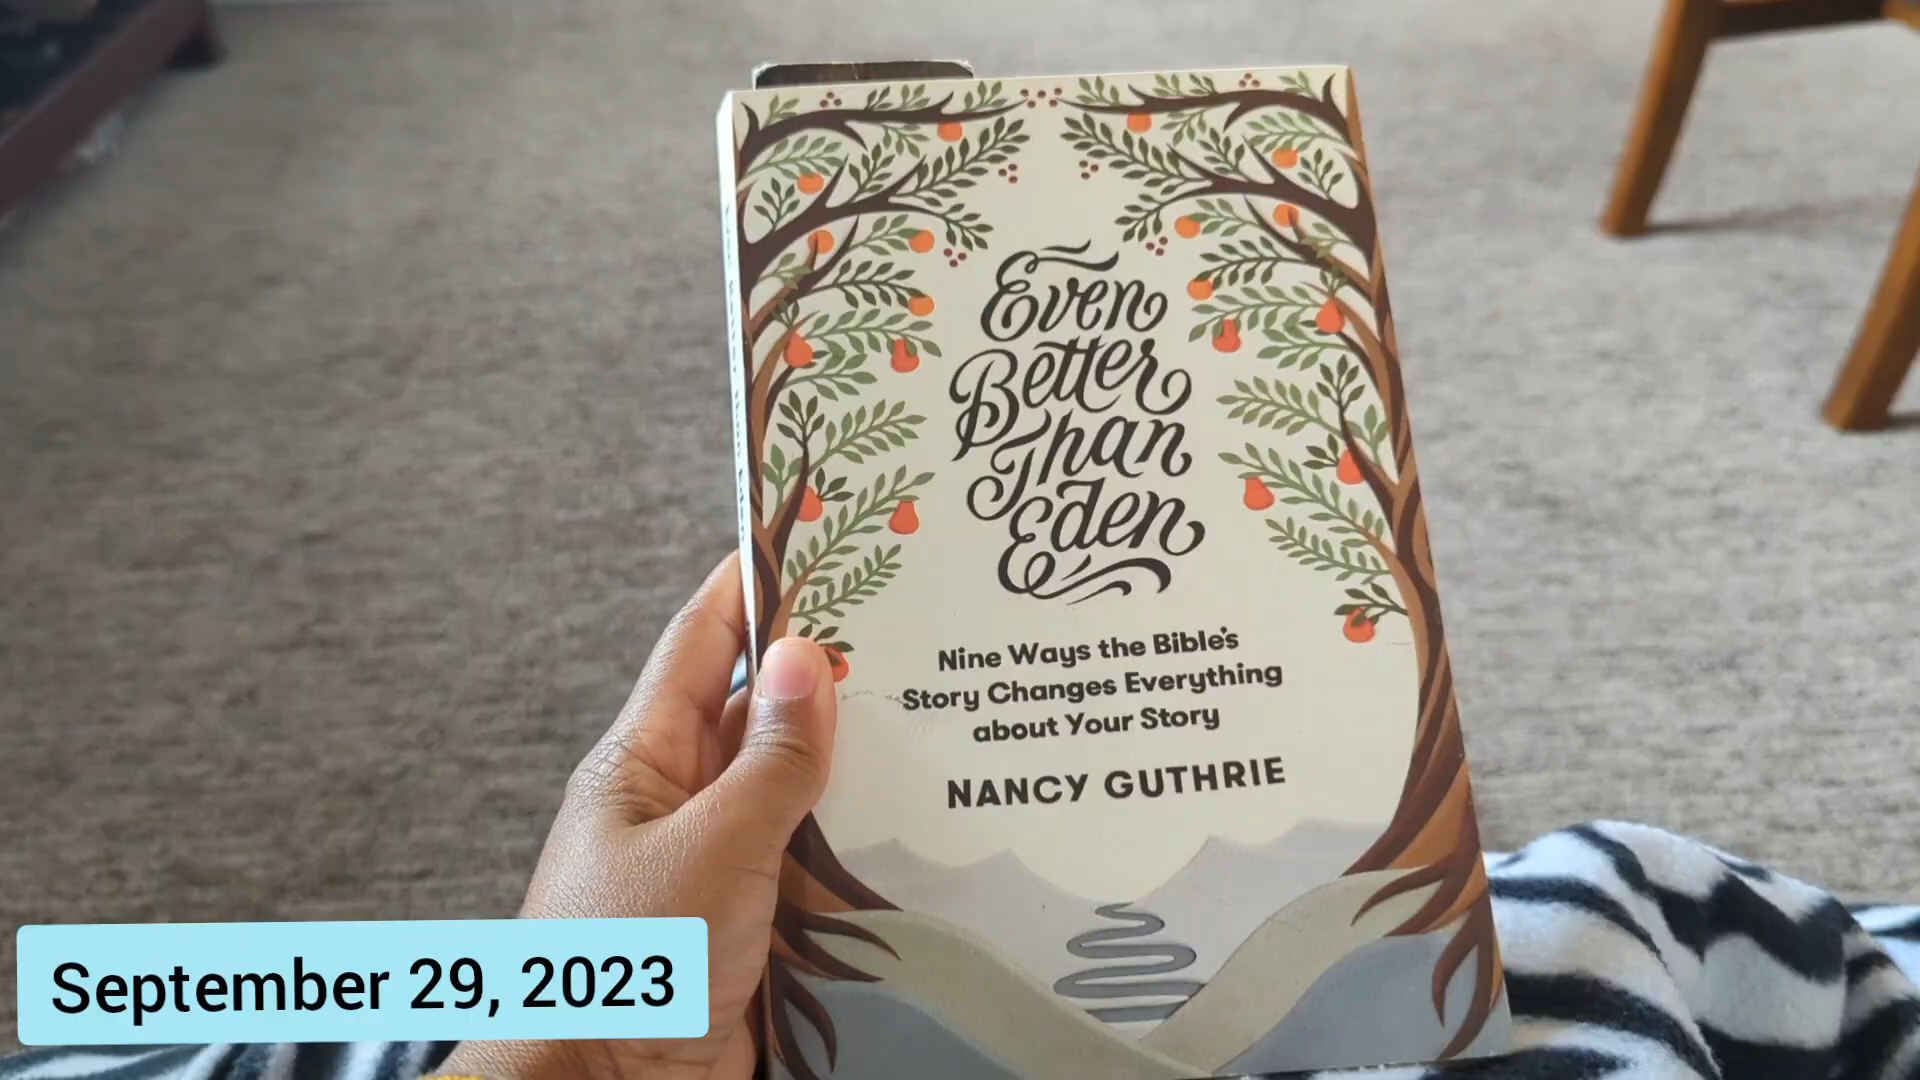 Even
Better
Than
Eden
Nine Ways the Bible's
Story Changes Everything
about Your Story
NANCY GUTHRIE
September 29, 2023